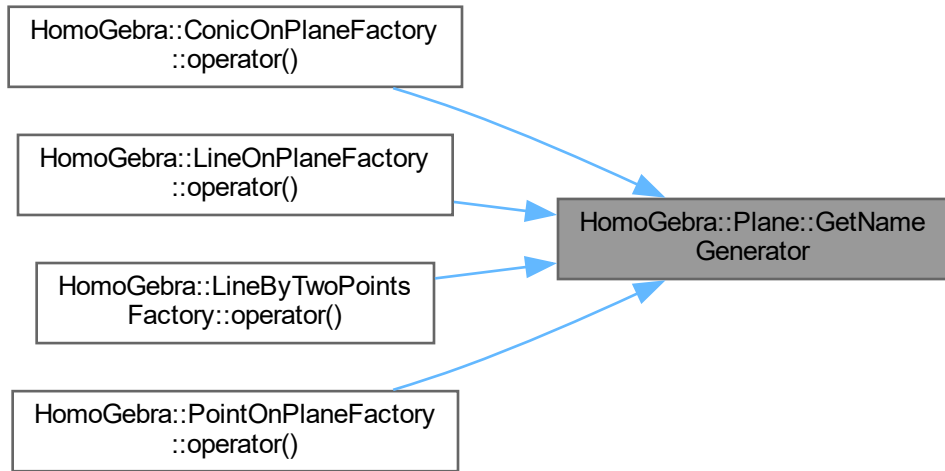 HomoGebra::ConicOnPlaneFactory
::operator()
HomoGebra::LineOnPlaneFactory
::operator()
HomoGebra::LineByTwoPoints
Factory::operator()
HomoGebra::PointOnPlaneFactory
::operator()
HomoGebra::Plane::GetName
Generator